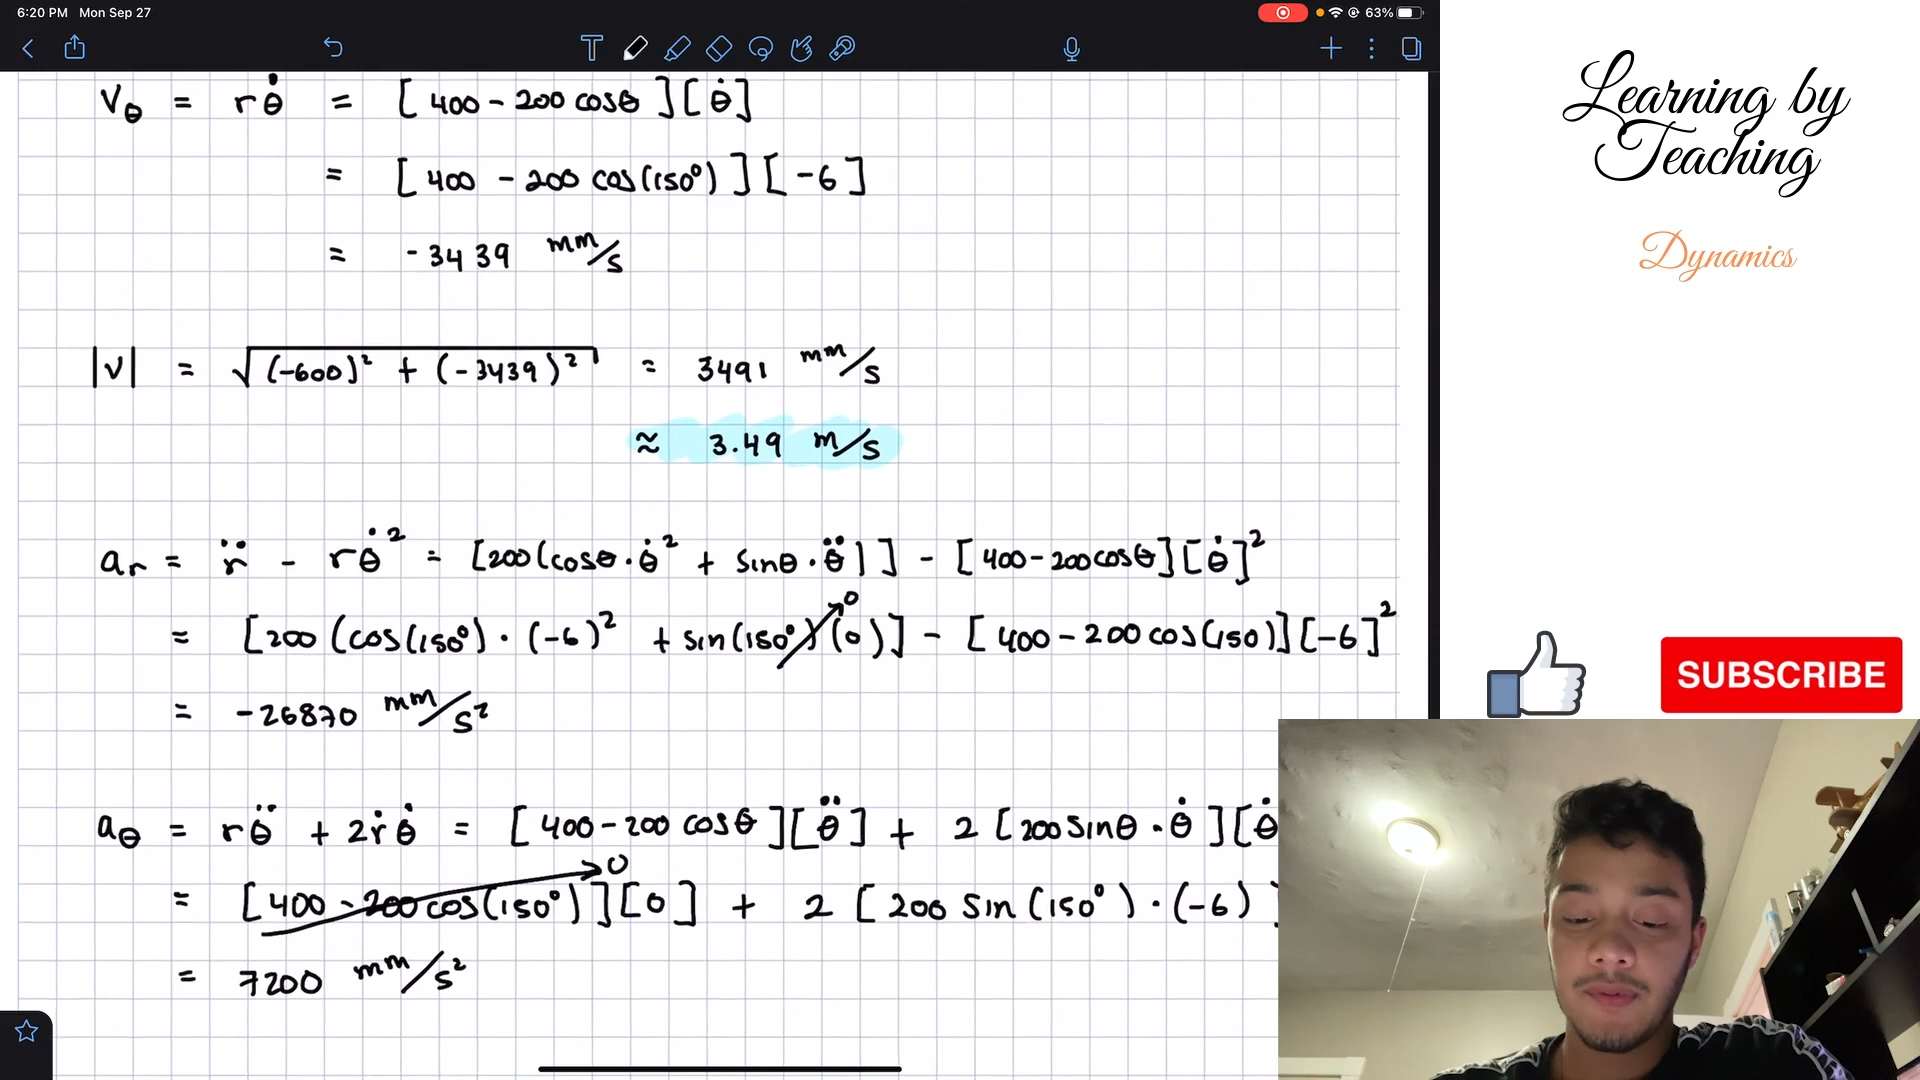 6:20 PM Mon Sep 27
63%
Vθ = rθ̇ = [400 - 200 cosθ][θ̇]
= [400 - 200 cos(150°)][-6]
= -3439 mm/s
|v| = √(-600)² + (-3439)² = 3491 mm/s
≈ 3.49 m/s
ar = r̈ - rθ̇² = [200(cosθ·θ̇² + sinθ·θ̈)] - [400-200cosθ][θ̇]²
0
= [200(cos(150°)·(-6)² + sin(150°)(0)] - [400-200cos(150)][-6]²
= -26870 mm/s²
aθ = rθ̈ + 2ṙθ̇ = [400-200 cosθ][θ̈] + 2[200sinθ·θ̇][θ̇
0
= [400 - 200 cos(150°)][0] + 2 [200 sin(150°)·(-6)
= 7200 mm/s²
Learning by
Teaching
Dynamics
SUBSCRIBE